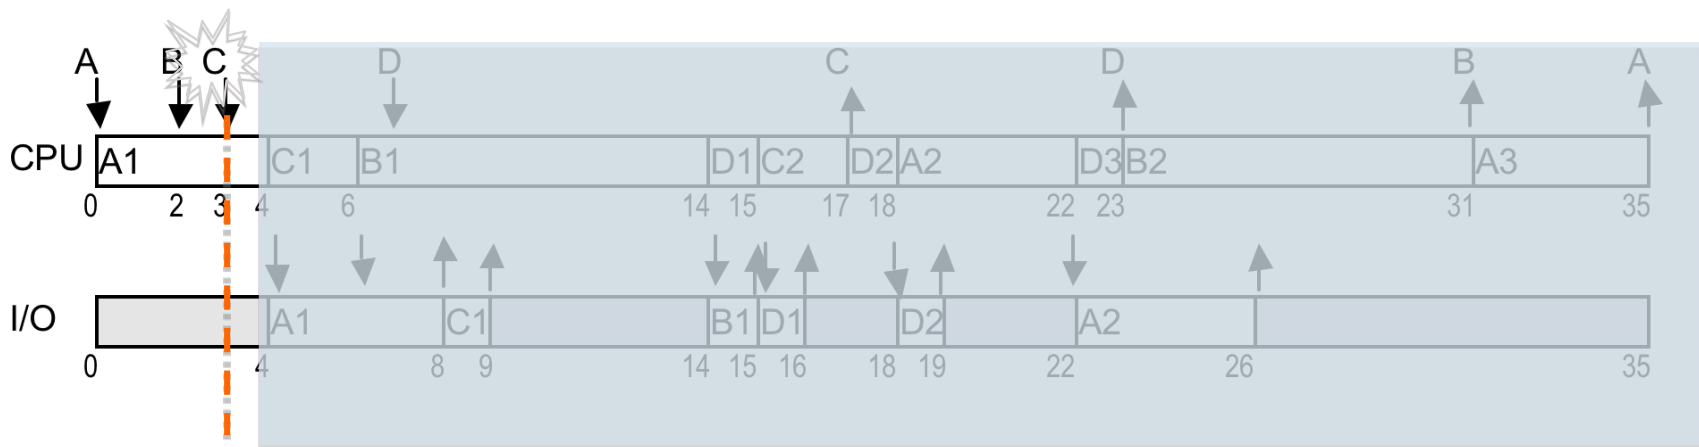 A B C D C D B A
CPU A1 C1 B1 D1 C2 D2 A2 D3 B2 A3
0 2 3 4 6 14 15 17 18 22 23 31 35
I/O A1 C1 B1 D1 D2 A2
0 4 8 9 14 15 16 18 19 22 26 35